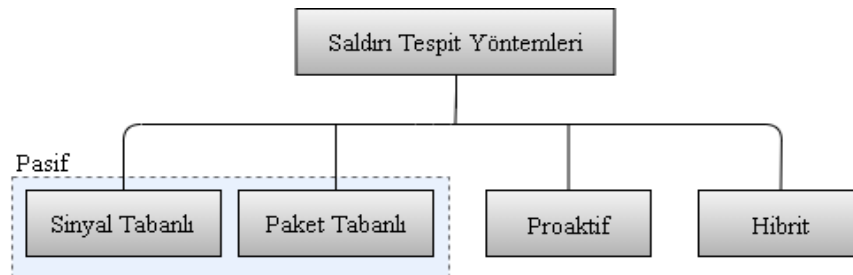 Saldırı Tespit Yöntemleri
Pasif
Sinyal Tabanlı
Paket Tabanlı
Proaktif
Hibrit